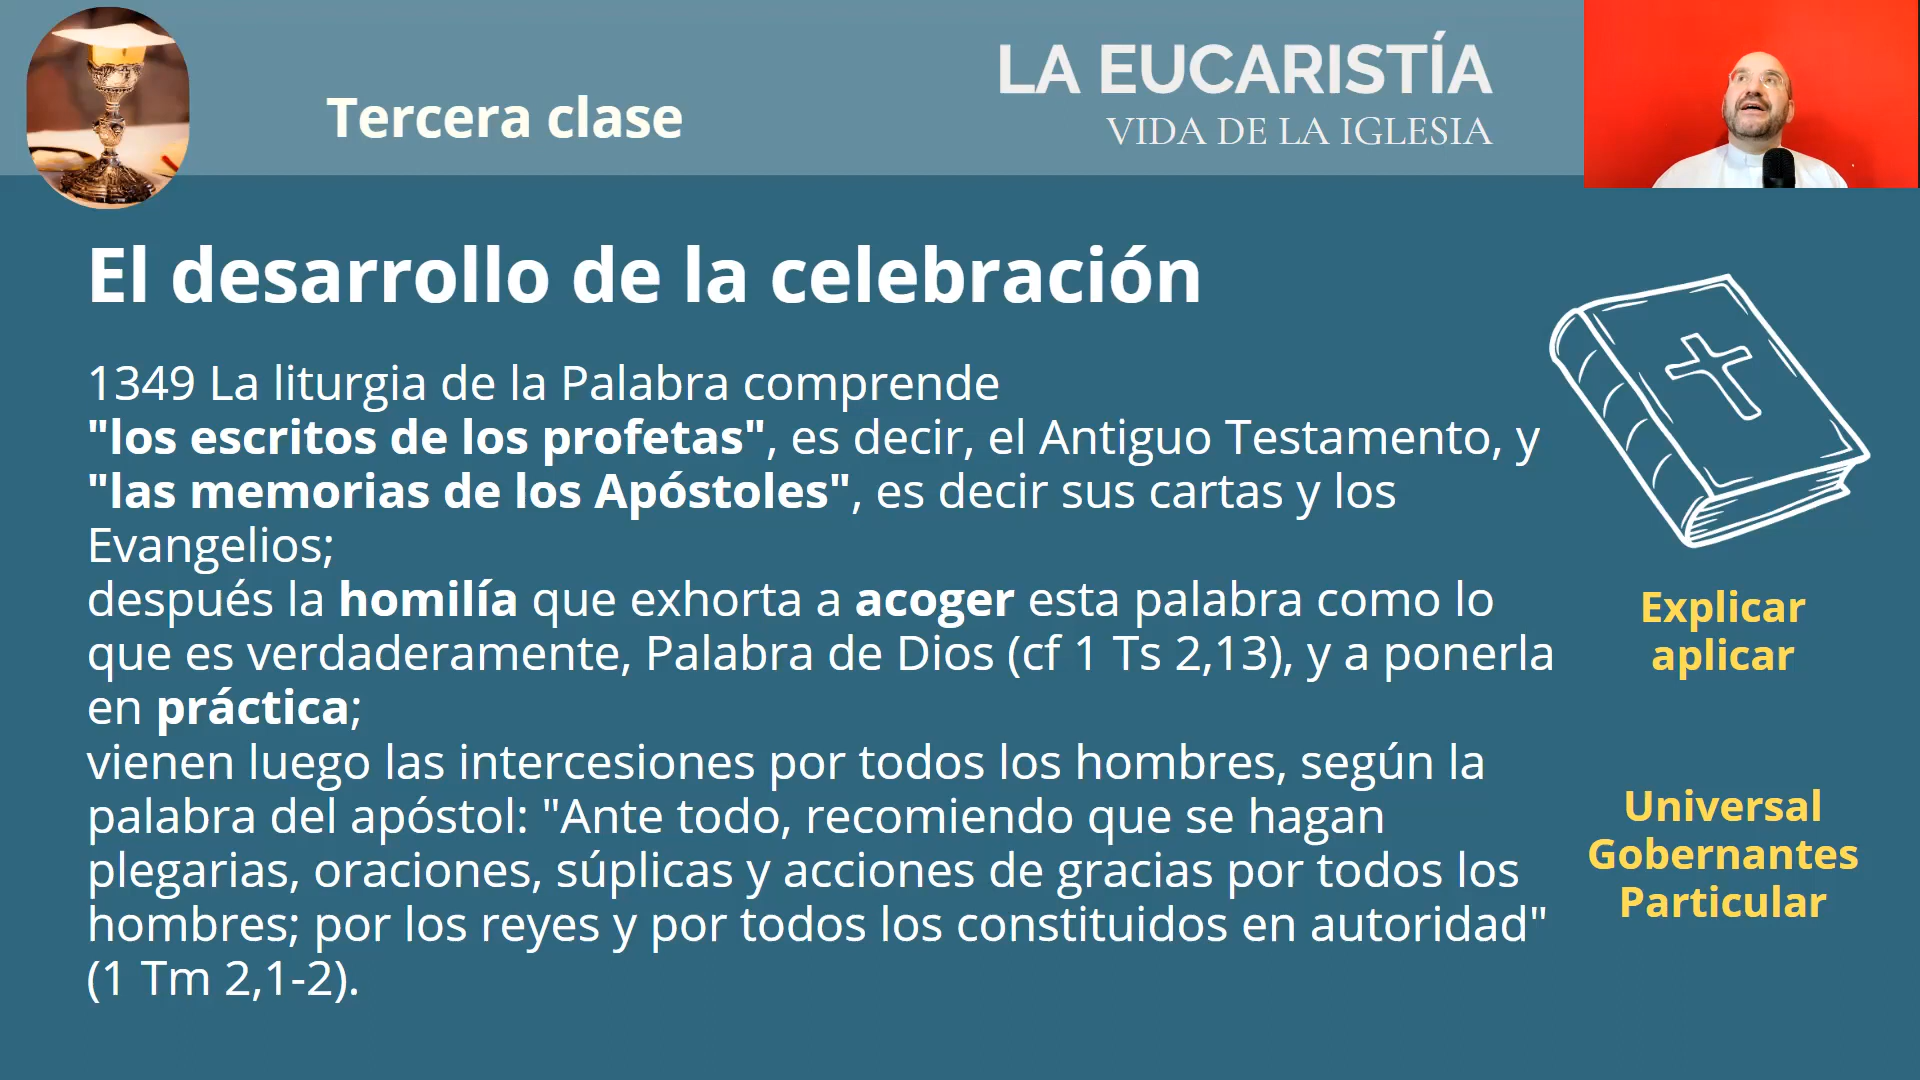 Tercera clase
LA EUCARISTÍA
VIDA DE LA IGLESIA
El desarrollo de la celebración
1349 La liturgia de la Palabra comprende
"los escritos de los profetas", es decir, el Antiguo Testamento, y
"las memorias de los Apóstoles", es decir sus cartas y los
Evangelios;
después la homilía que exhorta a acoger esta palabra como lo
que es verdaderamente, Palabra de Dios (cf 1 Ts 2,13), y a ponerla
en práctica;
vienen luego las intercesiones por todos los hombres, según la
palabra del apóstol: "Ante todo, recomiendo que se hagan
plegarias, oraciones, súplicas y acciones de gracias por todos los
hombres; por los reyes y por todos los constituidos en autoridad"
(1 Tm 2,1-2).
Explicar
aplicar
Universal
Gobernantes
Particular